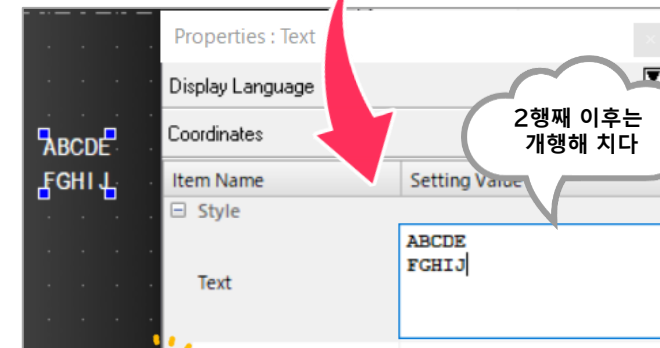 Properties : Text
Display Language
Coordinates
2행째 이후는
개행해 치다
ABCDE
FGHIJ
Item Name
Setting Value
Style
Text
ABCDE
FGHIJ